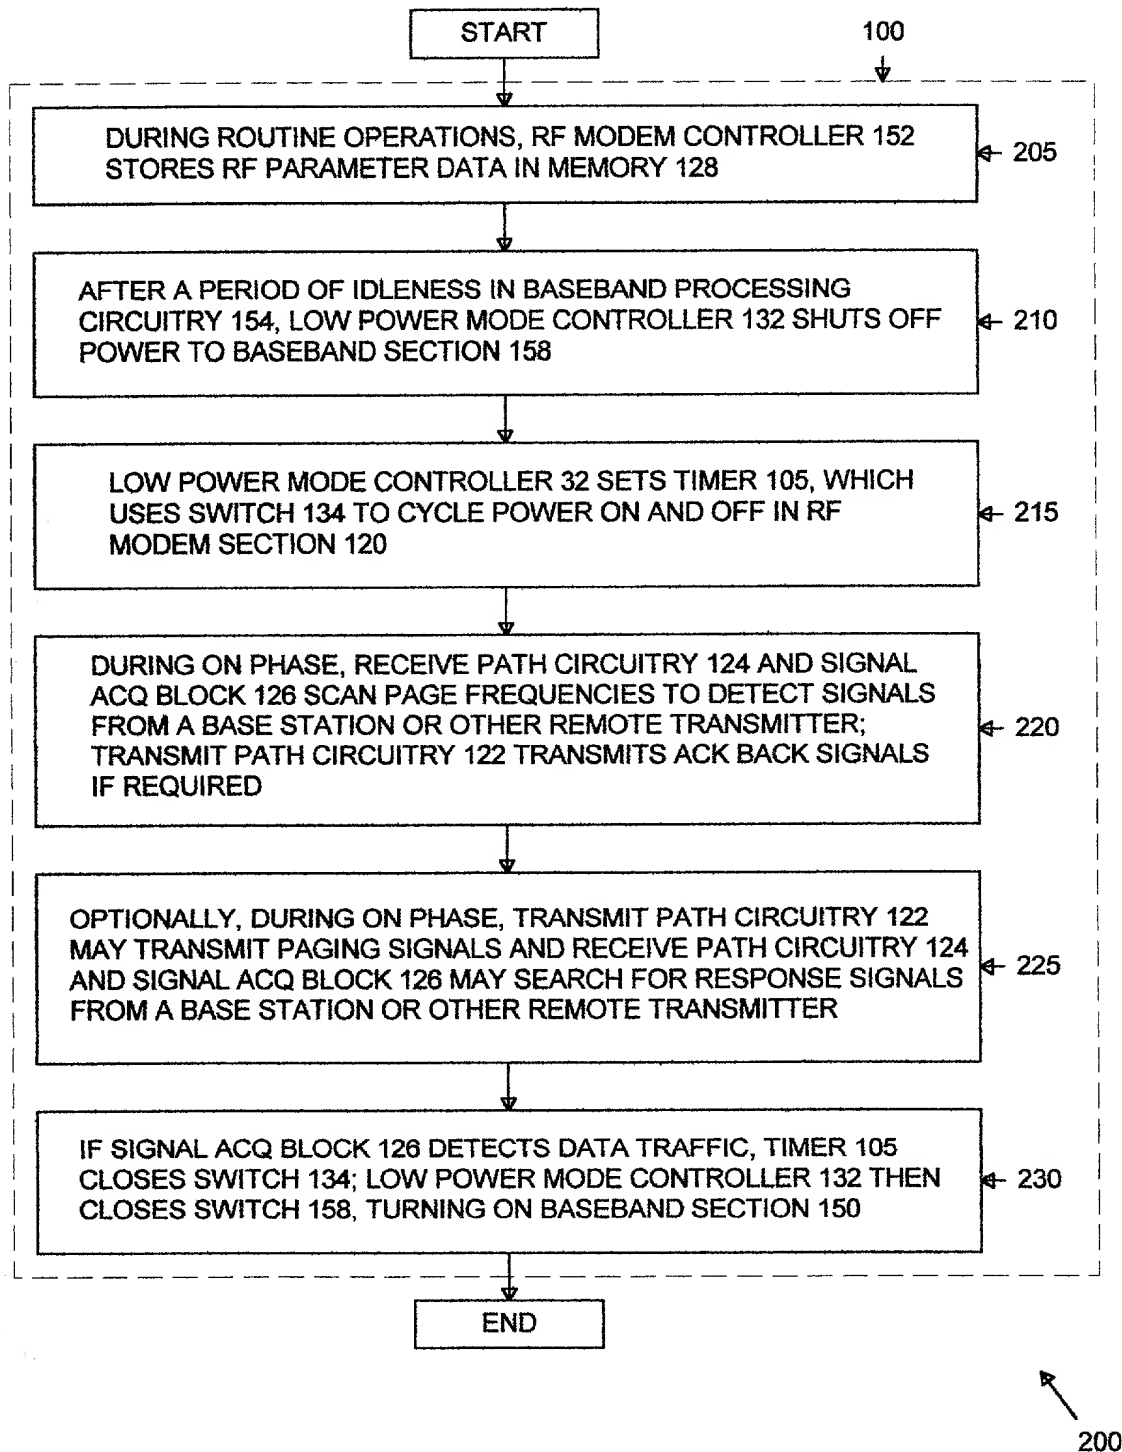 START
100
DURING ROUTINE OPERATIONS, RF MODEM CONTROLLER 152
STORES RF PARAMETER DATA IN MEMORY 128
205
AFTER A PERIOD OF IDLENESS IN BASEBAND PROCESSING
CIRCUITRY 154, LOW POWER MODE CONTROLLER 132 SHUTS OFF
POWER TO BASEBAND SECTION 158
210
LOW POWER MODE CONTROLLER 32 SETS TIMER 105, WHICH
USES SWITCH 134 TO CYCLE POWER ON AND OFF IN RF
MODEM SECTION 120
215
DURING ON PHASE, RECEIVE PATH CIRCUITRY 124 AND SIGNAL
ACQ BLOCK 126 SCAN PAGE FREQUENCIES TO DETECT SIGNALS
FROM A BASE STATION OR OTHER REMOTE TRANSMITTER;
TRANSMIT PATH CIRCUITRY 122 TRANSMITS ACK BACK SIGNALS
IF REQUIRED
220
OPTIONALLY, DURING ON PHASE, TRANSMIT PATH CIRCUITRY 122
MAY TRANSMIT PAGING SIGNALS AND RECEIVE PATH CIRCUITRY 124
AND SIGNAL ACQ BLOCK 126 MAY SEARCH FOR RESPONSE SIGNALS
FROM A BASE STATION OR OTHER REMOTE TRANSMITTER
225
IF SIGNAL ACQ BLOCK 126 DETECTS DATA TRAFFIC, TIMER 105
CLOSES SWITCH 134; LOW POWER MODE CONTROLLER 132 THEN
CLOSES SWITCH 158, TURNING ON BASEBAND SECTION 150
230
END
200